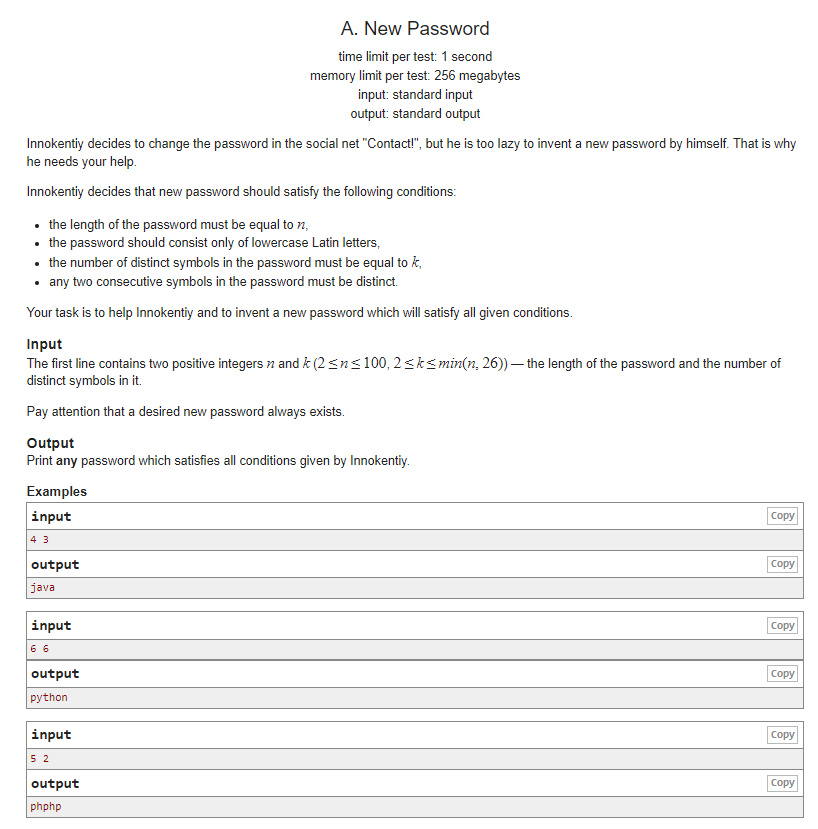 A. New Password
time limit per test: 1 second
memory limit per test: 256 megabytes
input: standard input
output: standard output
Innokentiy decides to change the password in the social net "Contact!", but he is too lazy to invent a new password by himself. That is why
he needs your help.
Innokentiy decides that new password should satisfy the following conditions:
• the length of the password must be equal to n,
• the password should consist only of lowercase Latin letters,
• the number of distinct symbols in the password must be equal to k,
• any two consecutive symbols in the password must be distinct.
Your task is to help Innokentiy and to invent a new password which will satisfy all given conditions.
Input
The first line contains two positive integers n and k (2 ≤ n ≤ 100, 2 ≤ k ≤ min(n, 26)) — the length of the password and the number of
distinct symbols in it.
Pay attention that a desired new password always exists.
Output
Print any password which satisfies all conditions given by Innokentiy.
Examples
input Copy
4 3
output Copy
java
input Copy
6 6
output Copy
python
input Copy
5 2
output Copy
phphp